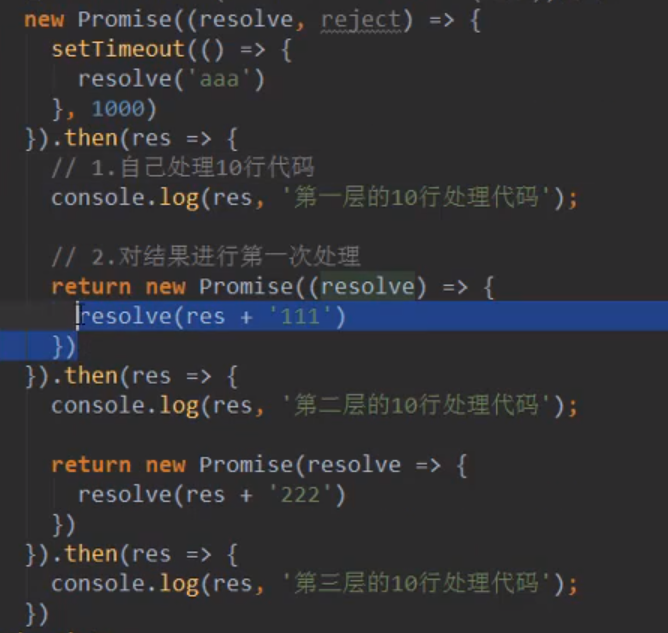 new Promise((resolve, reject) => {
setTimeout(() => {
resolve('aaa')
}, 1000)
}).then(res => {
// 1.自己处理10行代码
console.log(res, '第一层的10行处理代码');
// 2.对结果进行第一次处理
return new Promise((resolve) => {
resolve(res + '111')
})
}).then(res => {
console.log(res, '第二层的10行处理代码');
return new Promise(resolve => {
resolve(res + '222')
})
}).then(res => {
console.log(res, '第三层的10行处理代码');
})